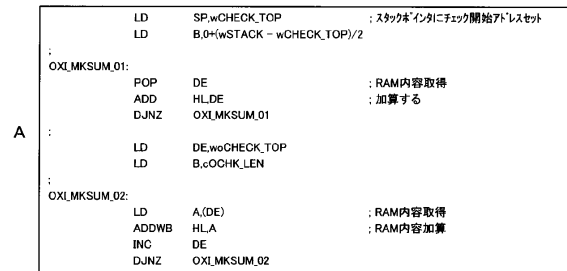 LD SP,wCHECK_TOP ; スタックポインタにチェック開始アドレスセット
LD B,0+(wSTACK - wCHECK_TOP)/2
;
OXI_MKSUM_01:
POP DE ; RAM内容取得
ADD HL,DE ; 加算する
DJNZ OXI_MKSUM_01
A
;
LD DE,woCHECK_TOP
LD B,cOCHK_LEN
;
OXI_MKSUM_02:
LD A,(DE) ; RAM内容取得
ADDWB HL,A ; RAM内容加算
INC DE
DJNZ OXI_MKSUM_02